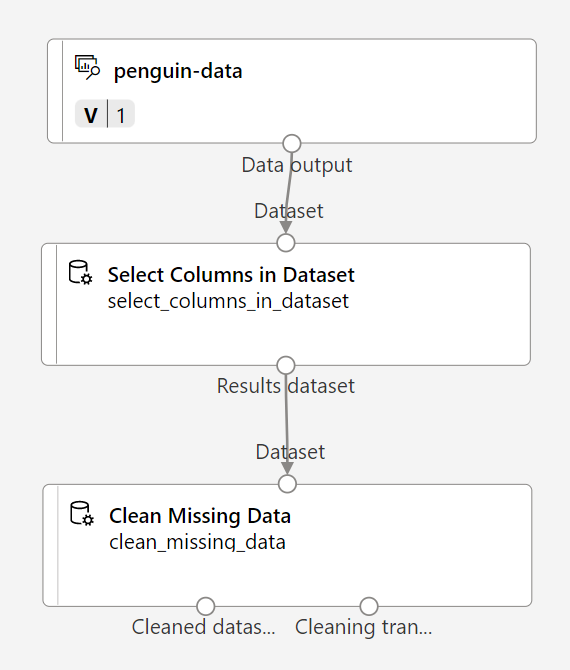 penguin-data
V 1
Data output
Dataset
Select Columns in Dataset
select_columns_in_dataset
Results dataset
Dataset
Clean Missing Data
clean_missing_data
Cleaned datas... Cleaning tran...